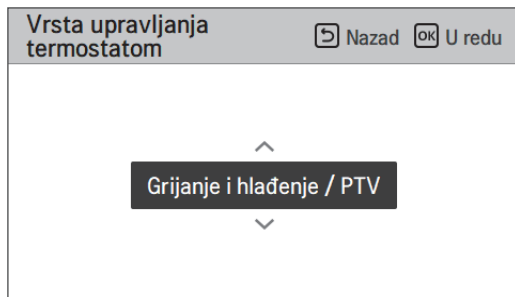 Vrsta upravljanja
termostatom
Nazad OK U redu
Grijanje i hlađenje / PTV